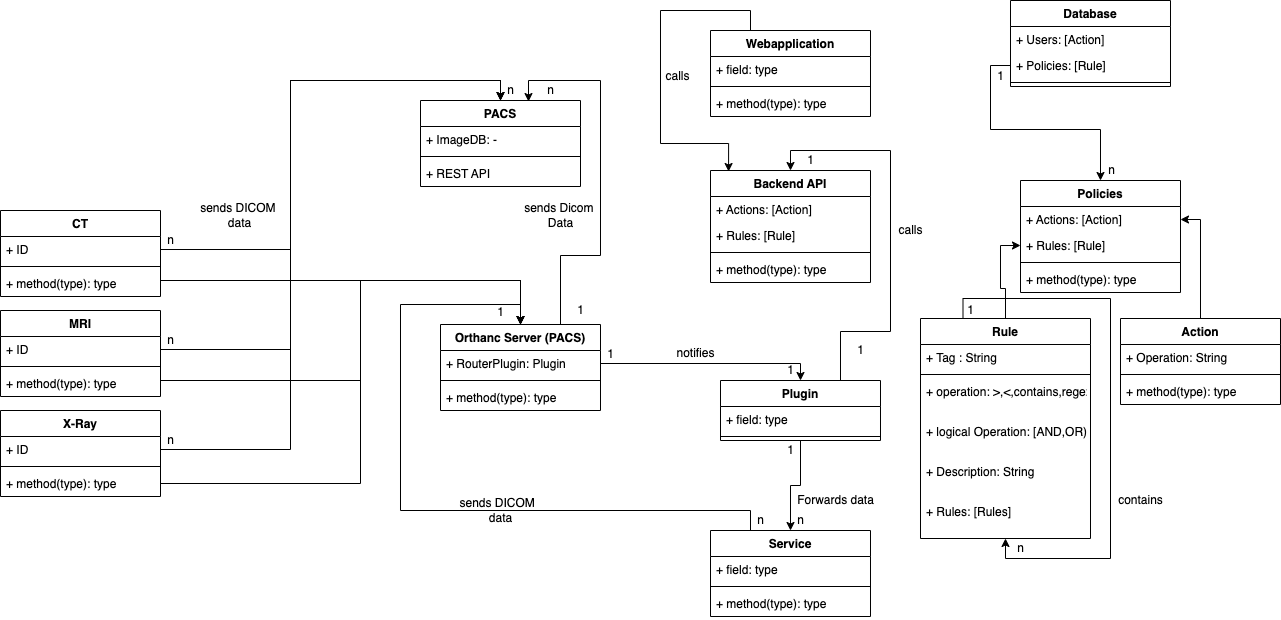 Database
+ Users: [Action]
+ Policies: [Rule]
1
n
Webapplication
+ field: type
+ method(type): type
calls
PACS
+ ImageDB: -
+ REST API
n
n
Backend API
+ Actions: [Action]
+ Rules: [Rule]
+ method(type): type
1
calls
Policies
+ Actions: [Action]
+ Rules: [Rule]
+ method(type): type
sends DICOM
data
sends Dicom
Data
CT
+ ID
+ method(type): type
n
MRI
+ ID
+ method(type): type
n
X-Ray
+ ID
+ method(type): type
n
1
1
Orthanc Server (PACS)
+ RouterPlugin: Plugin
+ method(type): type
1
notifies
1
1
Plugin
+ field: type
1
Forwards data
n
n
sends DICOM
data
Service
+ field: type
+ method(type): type
1
Rule
+ Tag : String
+ operation: >,<,contains,rege
+ logical Operation: [AND,OR)
+ Description: String
+ Rules: [Rules]
n
contains
Action
+ Operation: String
+ method(type): type